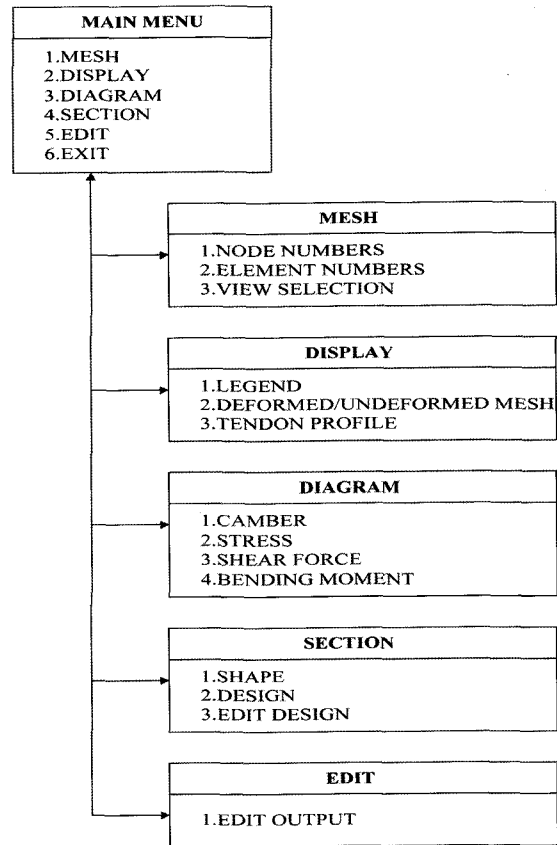 MAIN MENU
1.MESH
2.DISPLAY
3.DIAGRAM
4.SECTION
5.EDIT
6.EXIT
MESH
1.NODE NUMBERS
2.ELEMENT NUMBERS
3.VIEW SELECTION
DISPLAY
1.LEGEND
2.DEFORMED/UNDEFORMED MESH
3.TENDON PROFILE
DIAGRAM
1.CAMBER
2.STRESS
3.SHEAR FORCE
4.BENDING MOMENT
SECTION
1.SHAPE
2.DESIGN
3.EDIT DESIGN
EDIT
1.EDIT OUTPUT